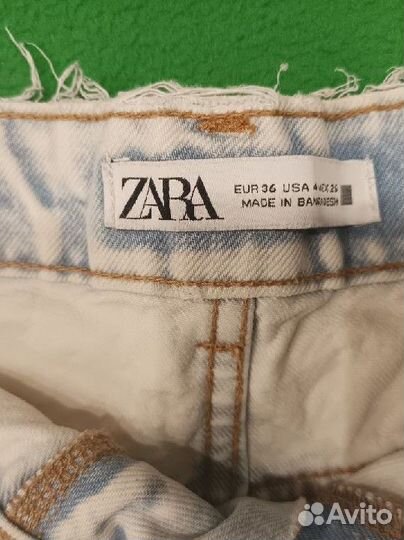 ZARA
EUR 36 USA 4 MEX 26
MADE IN BANGLADESH
Avito